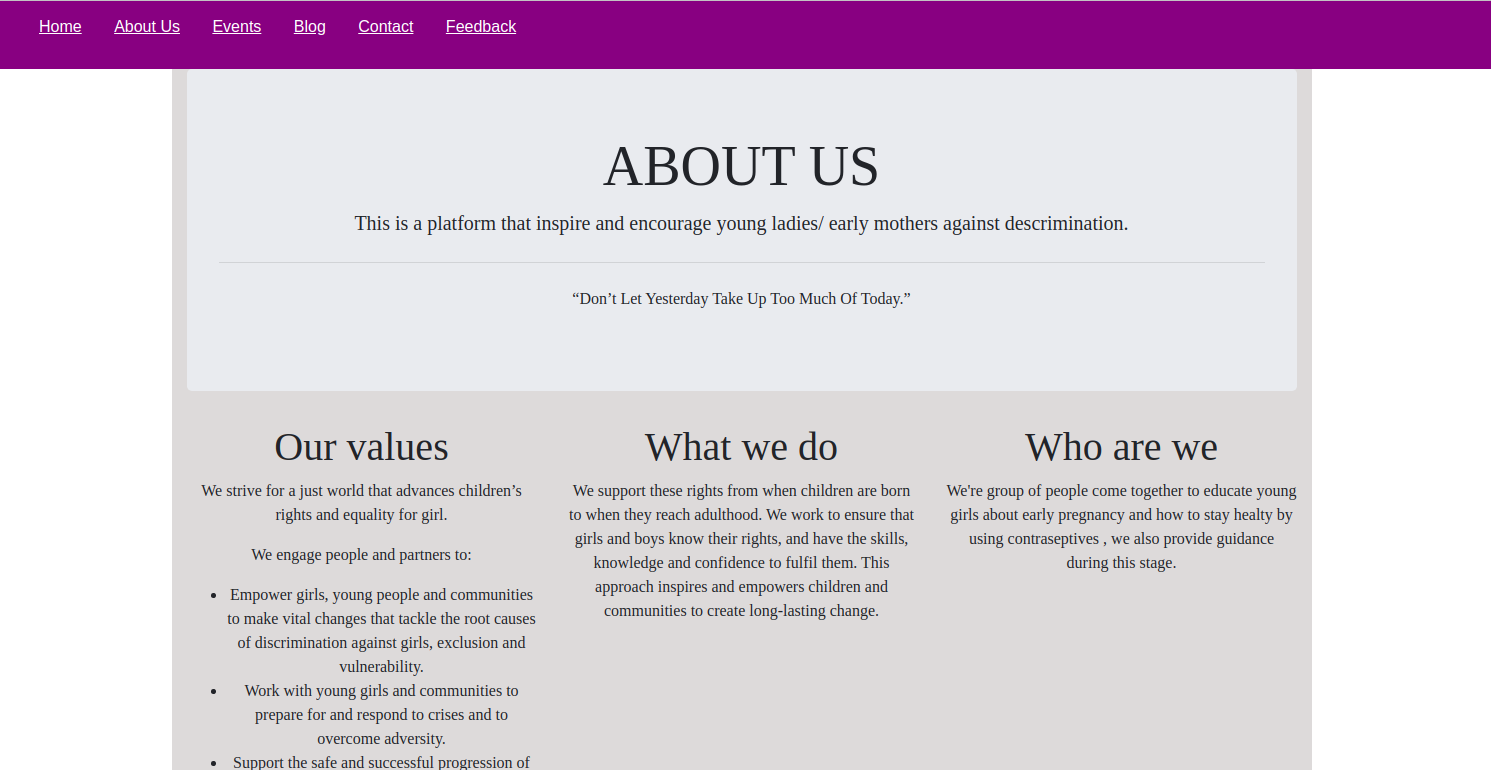 Home About Us Events Blog Contact Feedback
ABOUT US
This is a platform that inspire and encourage young ladies/ early mothers against descrimination.
“Don’t Let Yesterday Take Up Too Much Of Today.”
Our values
We strive for a just world that advances children’s
rights and equality for girl.
We engage people and partners to:
• Empower girls, young people and communities
to make vital changes that tackle the root causes
of discrimination against girls, exclusion and
vulnerability.
• Work with young girls and communities to
prepare for and respond to crises and to
overcome adversity.
• Support the safe and successful progression of
What we do
We support these rights from when children are born
to when they reach adulthood. We work to ensure that
girls and boys know their rights, and have the skills,
knowledge and confidence to fulfil them. This
approach inspires and empowers children and
communities to create long-lasting change.
Who are we
We're group of people come together to educate young
girls about early pregnancy and how to stay healty by
using contraseptives , we also provide guidance
during this stage.